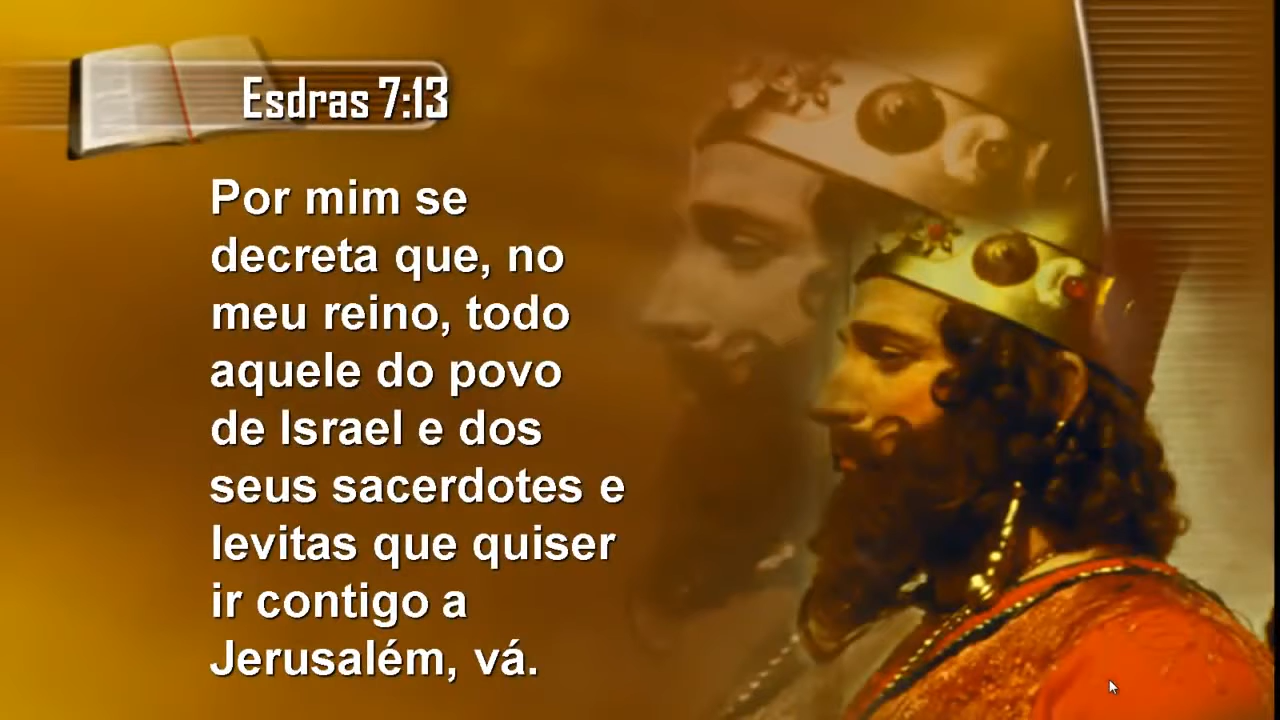 Esdras 7:13
Por mim se
decreta que, no
meu reino, todo
aquele do povo
de Israel e dos
seus sacerdotes e
levitas que quiser
ir contigo a
Jerusalém, vá.